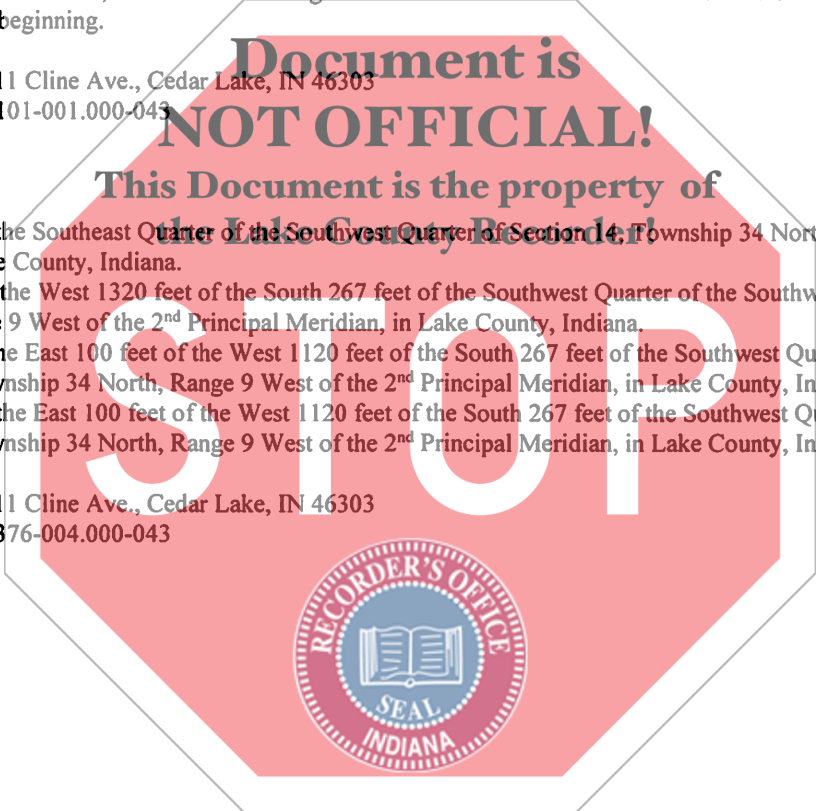 beginning.
Document is
11 Cline Ave., Cedar Lake, IN 46303
101-001.000-043
NOT OFFICIAL!
This Document is the property of
the Lake County Recorder!
he Southeast Quarter of the Southwest Quarter of Section 14, Township 34 Nort
e County, Indiana.
the West 1320 feet of the South 267 feet of the Southwest Quarter of the Southw
e 9 West of the 2nd Principal Meridian, in Lake County, Indiana.
he East 100 feet of the West 1120 feet of the South 267 feet of the Southwest Qu
wnship 34 North, Range 9 West of the 2nd Principal Meridian, in Lake County, In
the East 100 feet of the West 1120 feet of the South 267 feet of the Southwest Qu
wnship 34 North, Range 9 West of the 2nd Principal Meridian, in Lake County, In
STOP
11 Cline Ave., Cedar Lake, IN 46303
376-004.000-043
RECORDER'S OFFICE
SEAL
INDIANA